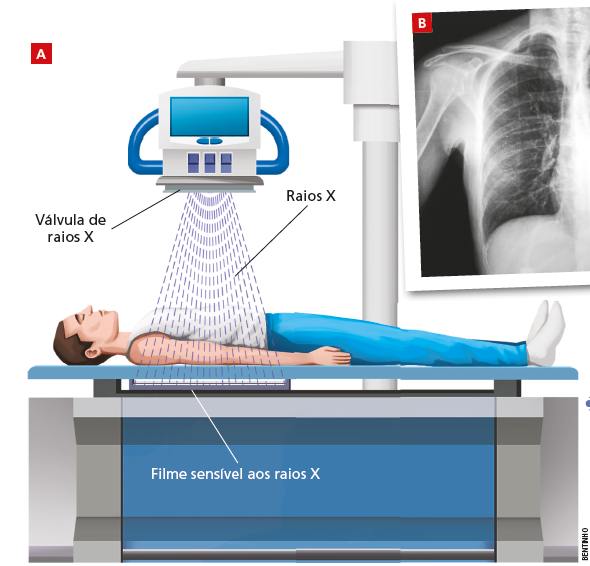 A
B
Raios X
Válvula de
raios X
Filme sensível aos raios X
BENTINHO